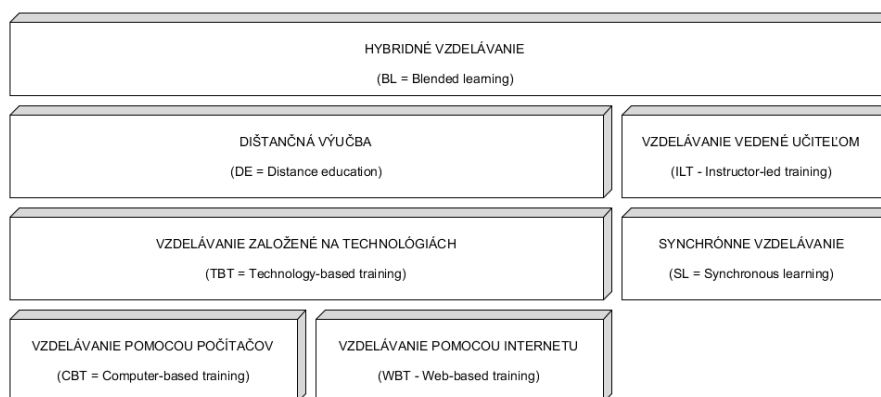 HYBRIDNÉ VZDELÁVANIE
(BL = Blended learning)
DIŠTANČNÁ VÝUČBA
(DE = Distance education)
VZDELÁVANIE VEDENÉ UČITEĽOM
(ILT - Instructor-led training)
VZDELÁVANIE ZALOŽENÉ NA TECHNOLÓGIÁCH
(TBT = Technology-based training)
SYNCHRÓNNE VZDELÁVANIE
(SL = Synchronous learning)
VZDELÁVANIE POMOCOU POČÍTAČOV
(CBT = Computer-based training)
VZDELÁVANIE POMOCOU INTERNETU
(WBT - Web-based training)